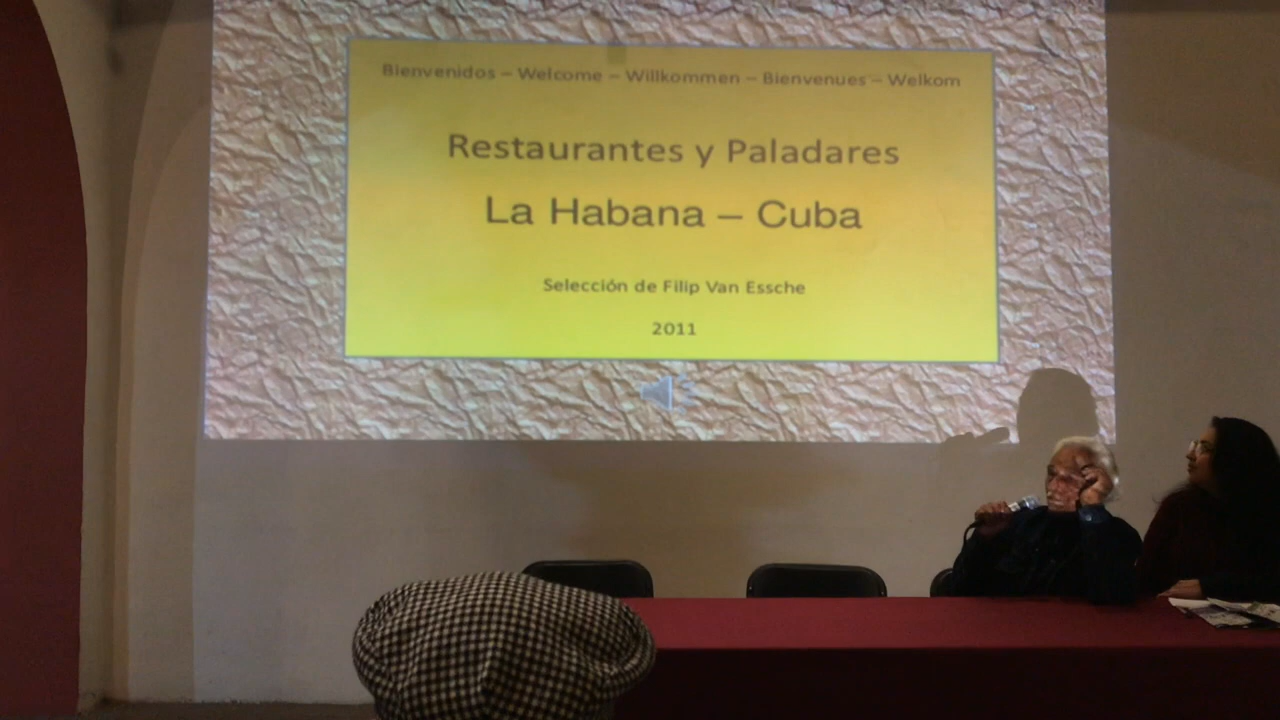 Bienvenidos – Welcome – Willkommen – Bienvenues – Welkom
Restaurantes y Paladares
La Habana – Cuba
Selección de Filip Van Essche
2011